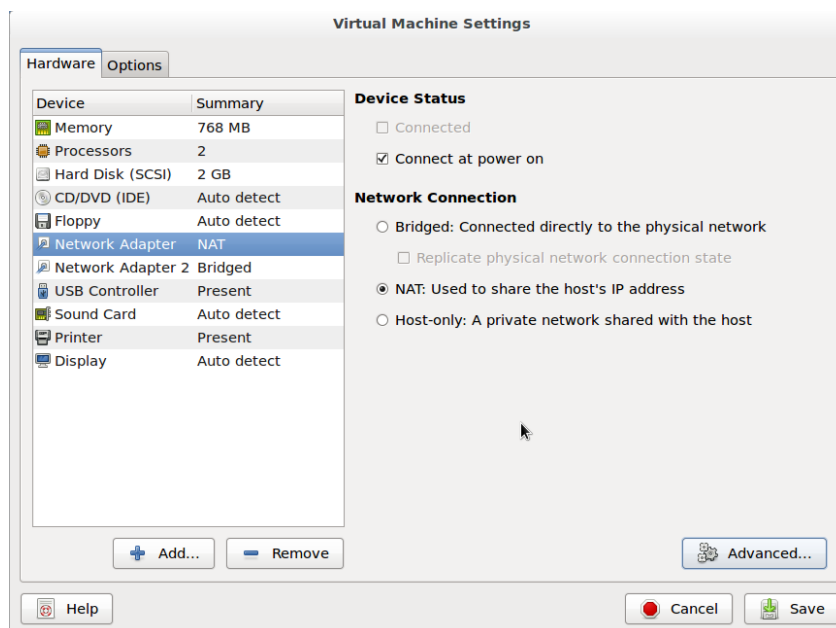 Virtual Machine Settings
Hardware Options
Device Summary
Memory 768 MB
Processors 2
Hard Disk (SCSI) 2 GB
CD/DVD (IDE) Auto detect
Floppy Auto detect
Network Adapter NAT
Network Adapter 2 Bridged
USB Controller Present
Sound Card Auto detect
Printer Present
Display Auto detect
Add...
Remove
Device Status
Connected
Connect at power on
Network Connection
Bridged: Connected directly to the physical network
Replicate physical network connection state
NAT: Used to share the host's IP address
Host-only: A private network shared with the host
Advanced...
Help
Cancel
Save